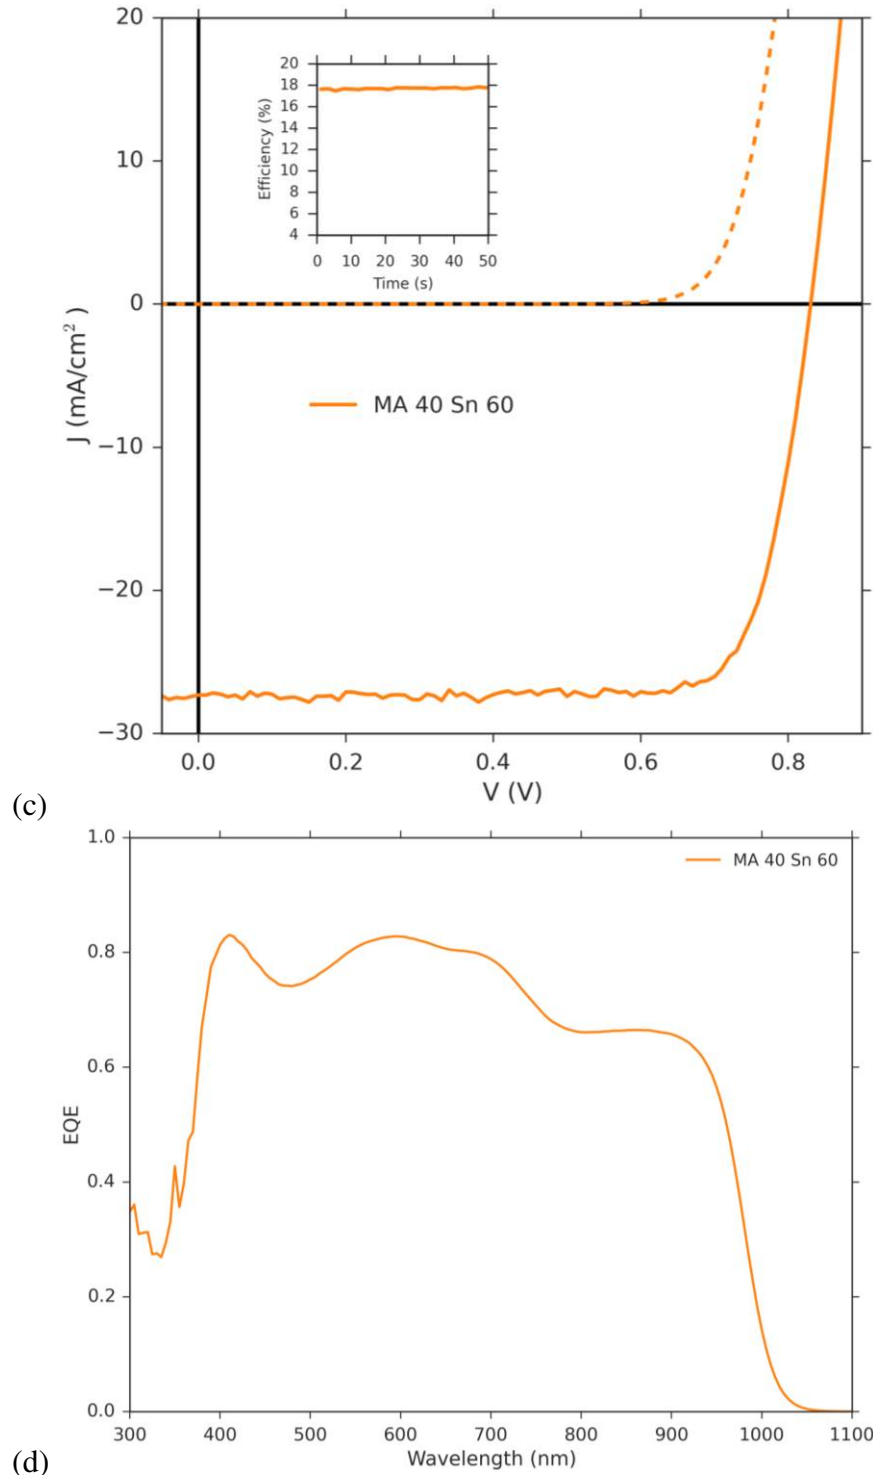 20
10
0
−10
−20
−30
J (mA/cm²)
20
18
16
14
12
10
8
6
4
Efficiency (%)
0 10 20 30 40 50
Time (s)
MA 40 Sn 60
0.0 0.2 0.4 0.6 0.8
V (V)
(c)
1.0
0.8
0.6
0.4
0.2
0.0
EQE
MA 40 Sn 60
300 400 500 600 700 800 900 1000 1100
Wavelength (nm)
(d)